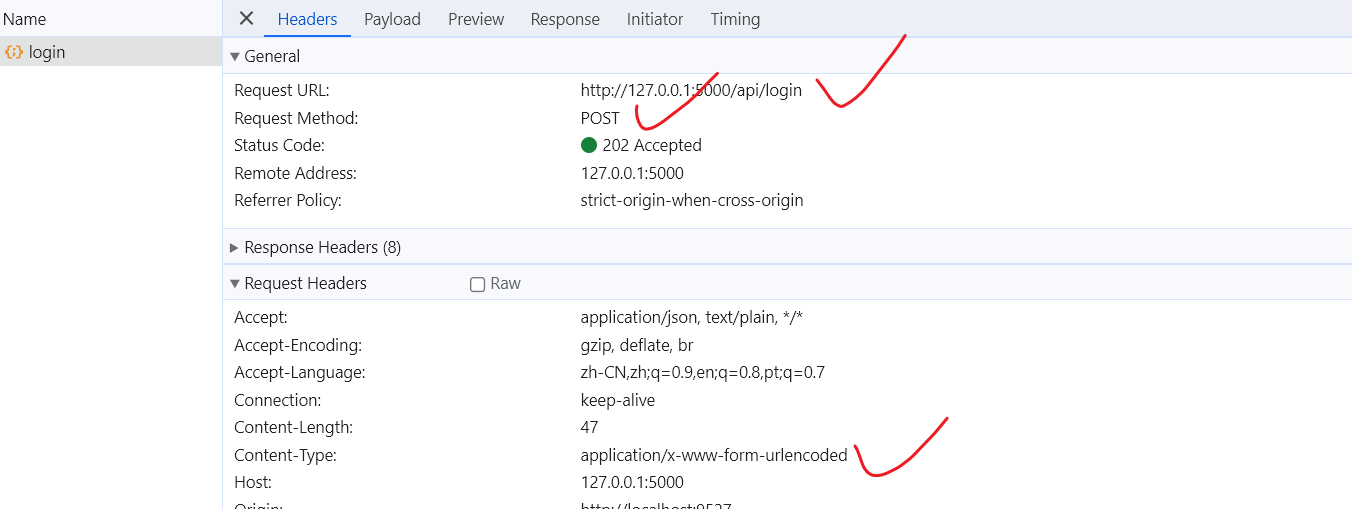 Name
Headers Payload Preview Response Initiator Timing
login
General
Request URL: http://127.0.0.1:5000/api/login
Request Method: POST
Status Code: 202 Accepted
Remote Address: 127.0.0.1:5000
Referrer Policy: strict-origin-when-cross-origin
Response Headers (8)
Request Headers Raw
Accept: application/json, text/plain, */*
Accept-Encoding: gzip, deflate, br
Accept-Language: zh-CN,zh;q=0.9,en;q=0.8,pt;q=0.7
Connection: keep-alive
Content-Length: 47
Content-Type: application/x-www-form-urlencoded
Host: 127.0.0.1:5000
Origin: http://localhost:9527